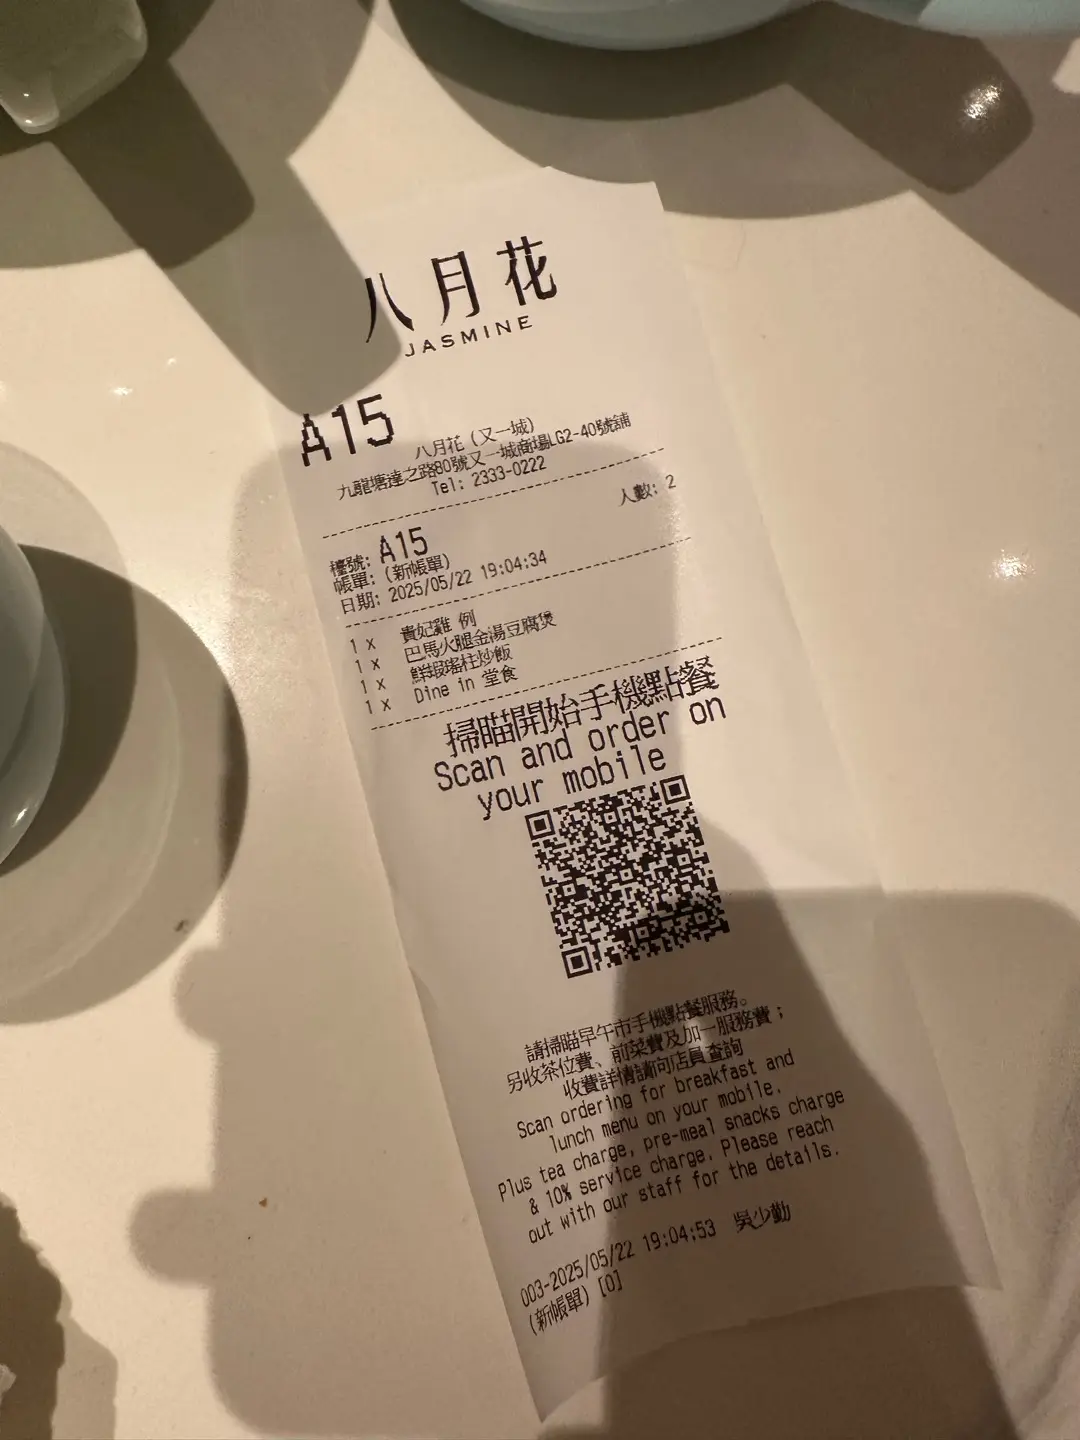 八月花
JASMINE
A15
八月花 (又一城)
九龍塘達之路80號又一城商場LG2-40號舖
Tel: 2333-0222
人數: 2
檯號: A15
帳單: (新帳單)
日期: 2025/05/22 19:04:34
1 x 貴妃雞 例
1 x 巴馬火腿金湯豆腐煲
1 x 鮮蝦瑤柱炒飯
1 x Dine in 堂食
掃瞄開始手機點餐
Scan and order on
your mobile
請掃瞄早午市手機點餐服務。
另收茶位費、前菜費及加一服務費；
收費詳情請向店員查詢
Scan ordering for breakfast and
lunch menu on your mobile.
Plus tea charge, pre-meal snacks charge
& 10% service charge. Please reach
out with our staff for the details.
003-2025/05/22 19:04:53 吳少勤
(新帳單) [0]